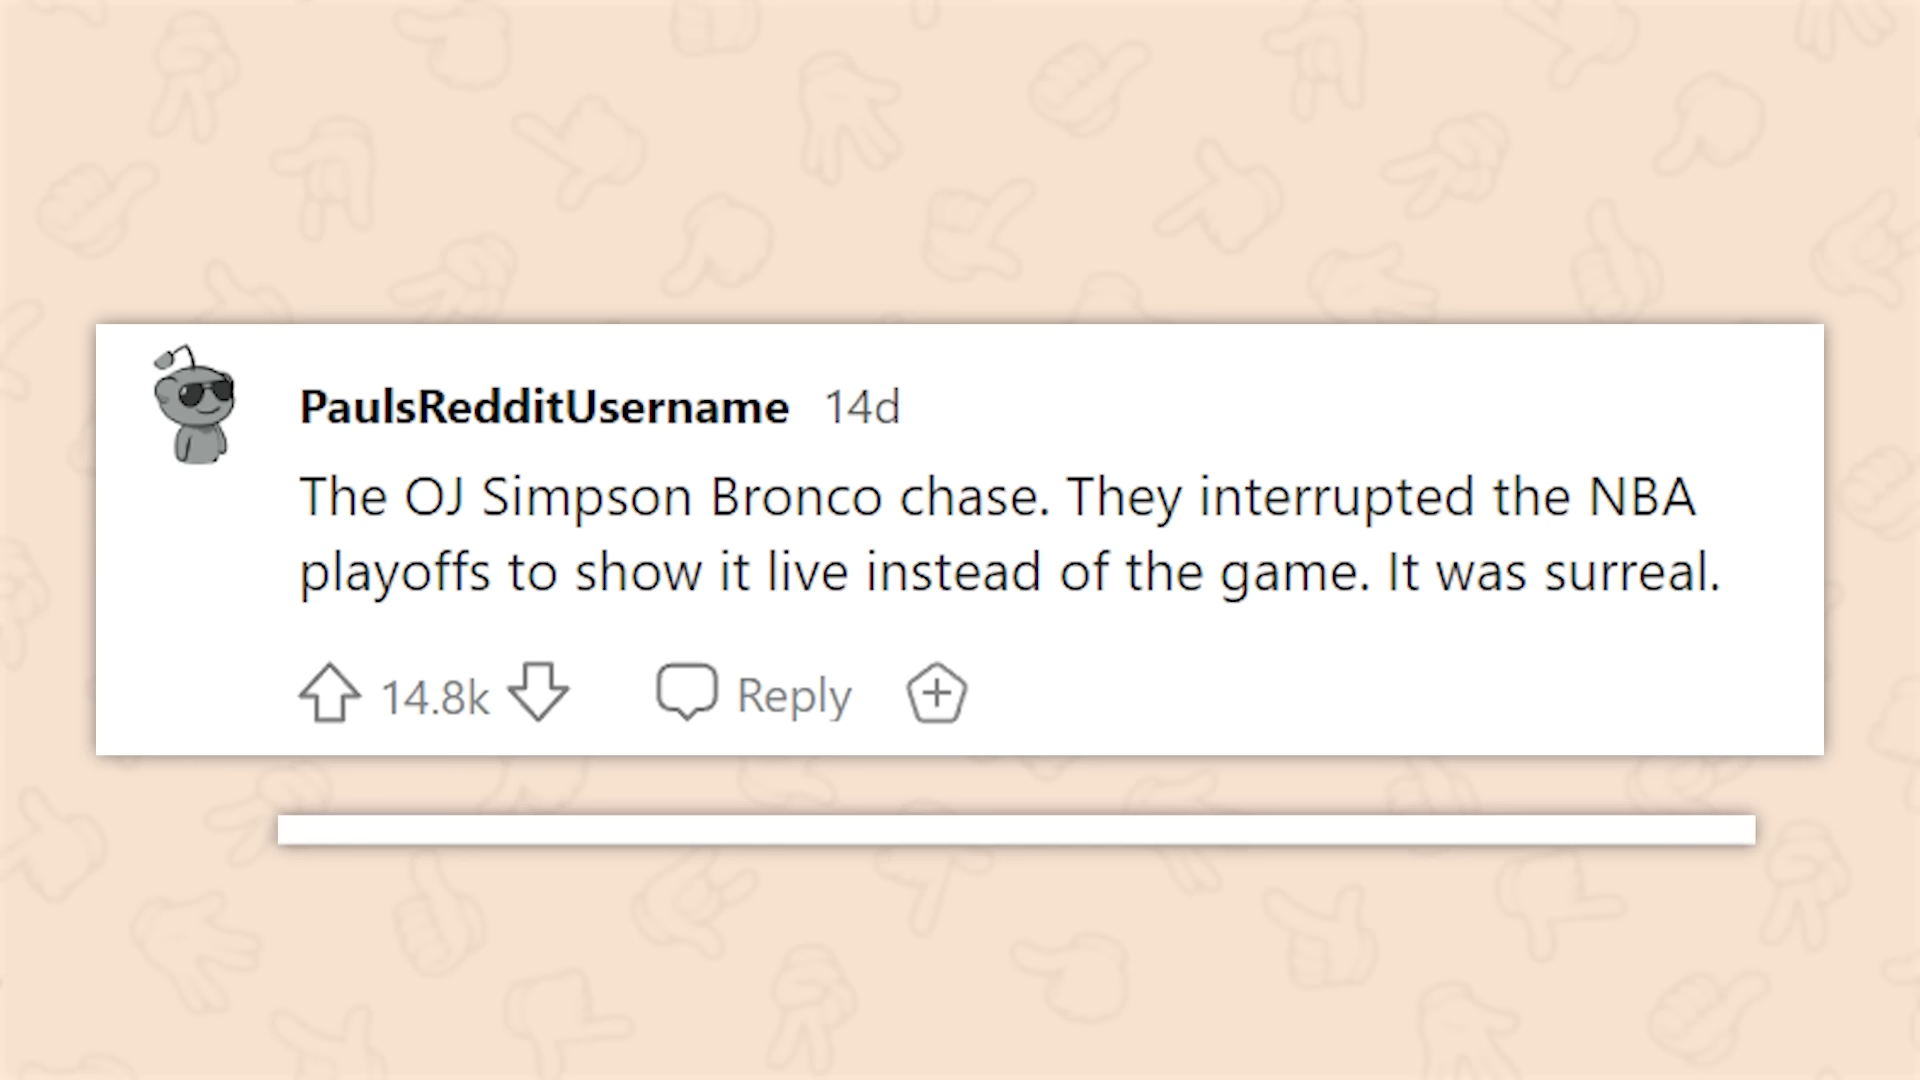 PaulsRedditUsername 14d
The OJ Simpson Bronco chase. They interrupted the NBA
playoffs to show it live instead of the game. It was surreal.
14.8k Reply